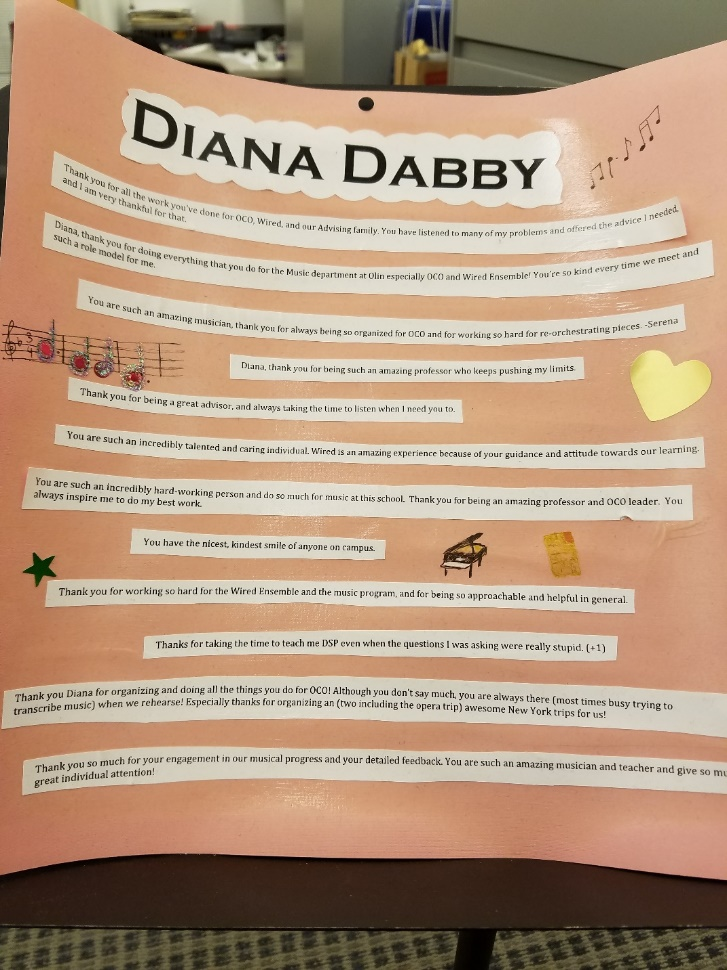 DIANA DABBY
Thank you for all the work you've done for OCO, Wired, and our Advising family. You have listened to many of my problems and offered the advice I needed,
and I am very thankful for that.
Diana, thank you for doing everything that you do for the Music department at Olin especially OCO and Wired Ensemble! You're so kind every time we meet and
such a role model for me.
You are such an amazing musician, thank you for always being so organized for OCO and for working so hard for re-orchestrating pieces. -Serena
Diana, thank you for being such an amazing professor who keeps pushing my limits.
Thank you for being a great advisor, and always taking the time to listen when I need you to.
You are such an incredibly talented and caring individual. Wired is an amazing experience because of your guidance and attitude towards our learning.
You are such an incredibly hard-working person and do so much for music at this school. Thank you for being an amazing professor and OCO leader. You
always inspire me to do my best work.
You have the nicest, kindest smile of anyone on campus.
Thank you for working so hard for the Wired Ensemble and the music program, and for being so approachable and helpful in general.
Thanks for taking the time to teach me DSP even when the questions I was asking were really stupid. (+1)
Thank you Diana for organizing and doing all the things you do for OCO! Although you don't say much, you are always there (most times busy trying to
transcribe music) when we rehearse! Especially thanks for organizing an (two including the opera trip) awesome New York trips for us!
Thank you so much for your engagement in our musical progress and your detailed feedback. You are such an amazing musician and teacher and give so mu
great individual attention!